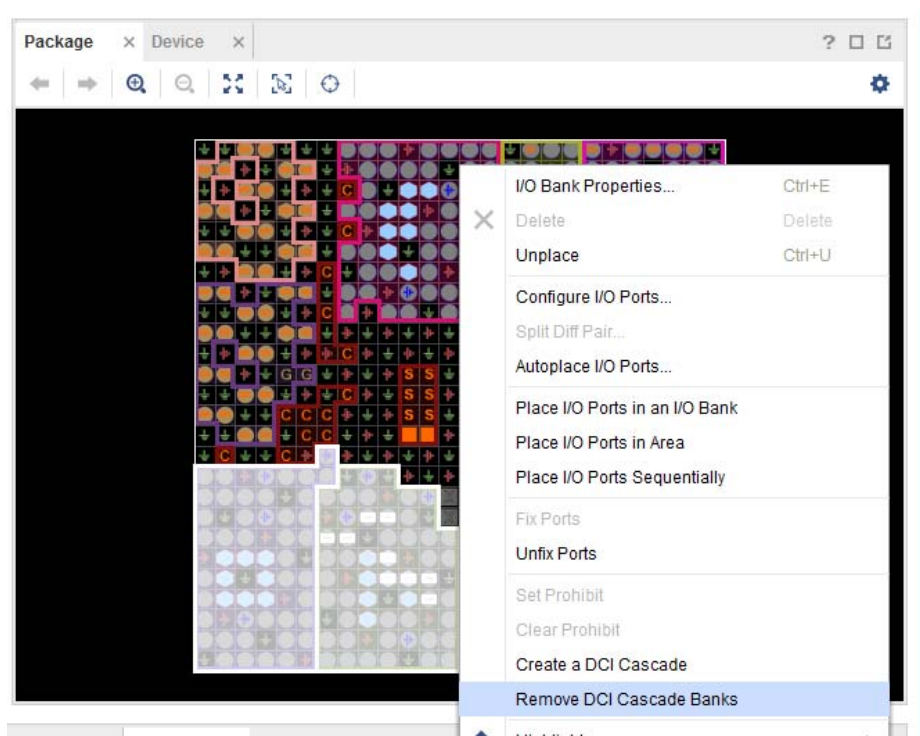 Package × Device ×
?
I/O Bank Properties... Ctrl+E
Delete Delete
Unplace Ctrl+U
Configure I/O Ports...
Split Diff Pair...
Autoplace I/O Ports...
Place I/O Ports in an I/O Bank
Place I/O Ports in Area
Place I/O Ports Sequentially
Fix Ports
Unfix Ports
Set Prohibit
Clear Prohibit
Create a DCI Cascade
Remove DCI Cascade Banks
C
C
C
C
C
G G S S
C S S
C C C S S
C C
C C